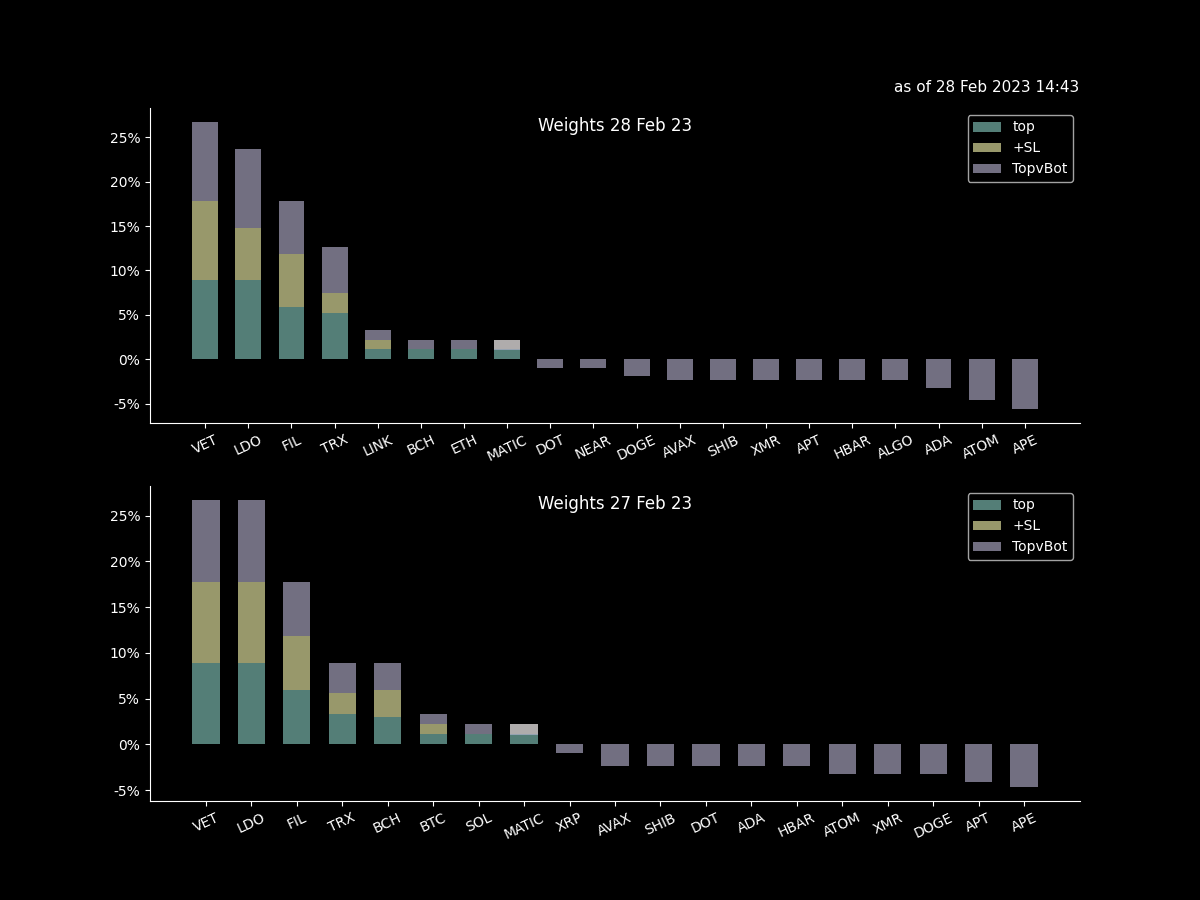 as of 28 Feb 2023 14:43
Weights 28 Feb 23
top
+SL
TopvBot
25%
20%
15%
10%
5%
0%
-5%
VET LDO FIL TRX LINK BCH ETH MATIC DOT NEAR DOGE AVAX SHIB XMR APT HBAR ALGO ADA ATOM APE
Weights 27 Feb 23
top
+SL
TopvBot
25%
20%
15%
10%
5%
0%
-5%
VET LDO FIL TRX BCH BTC SOL MATIC XRP AVAX SHIB DOT ADA HBAR ATOM XMR DOGE APT APE